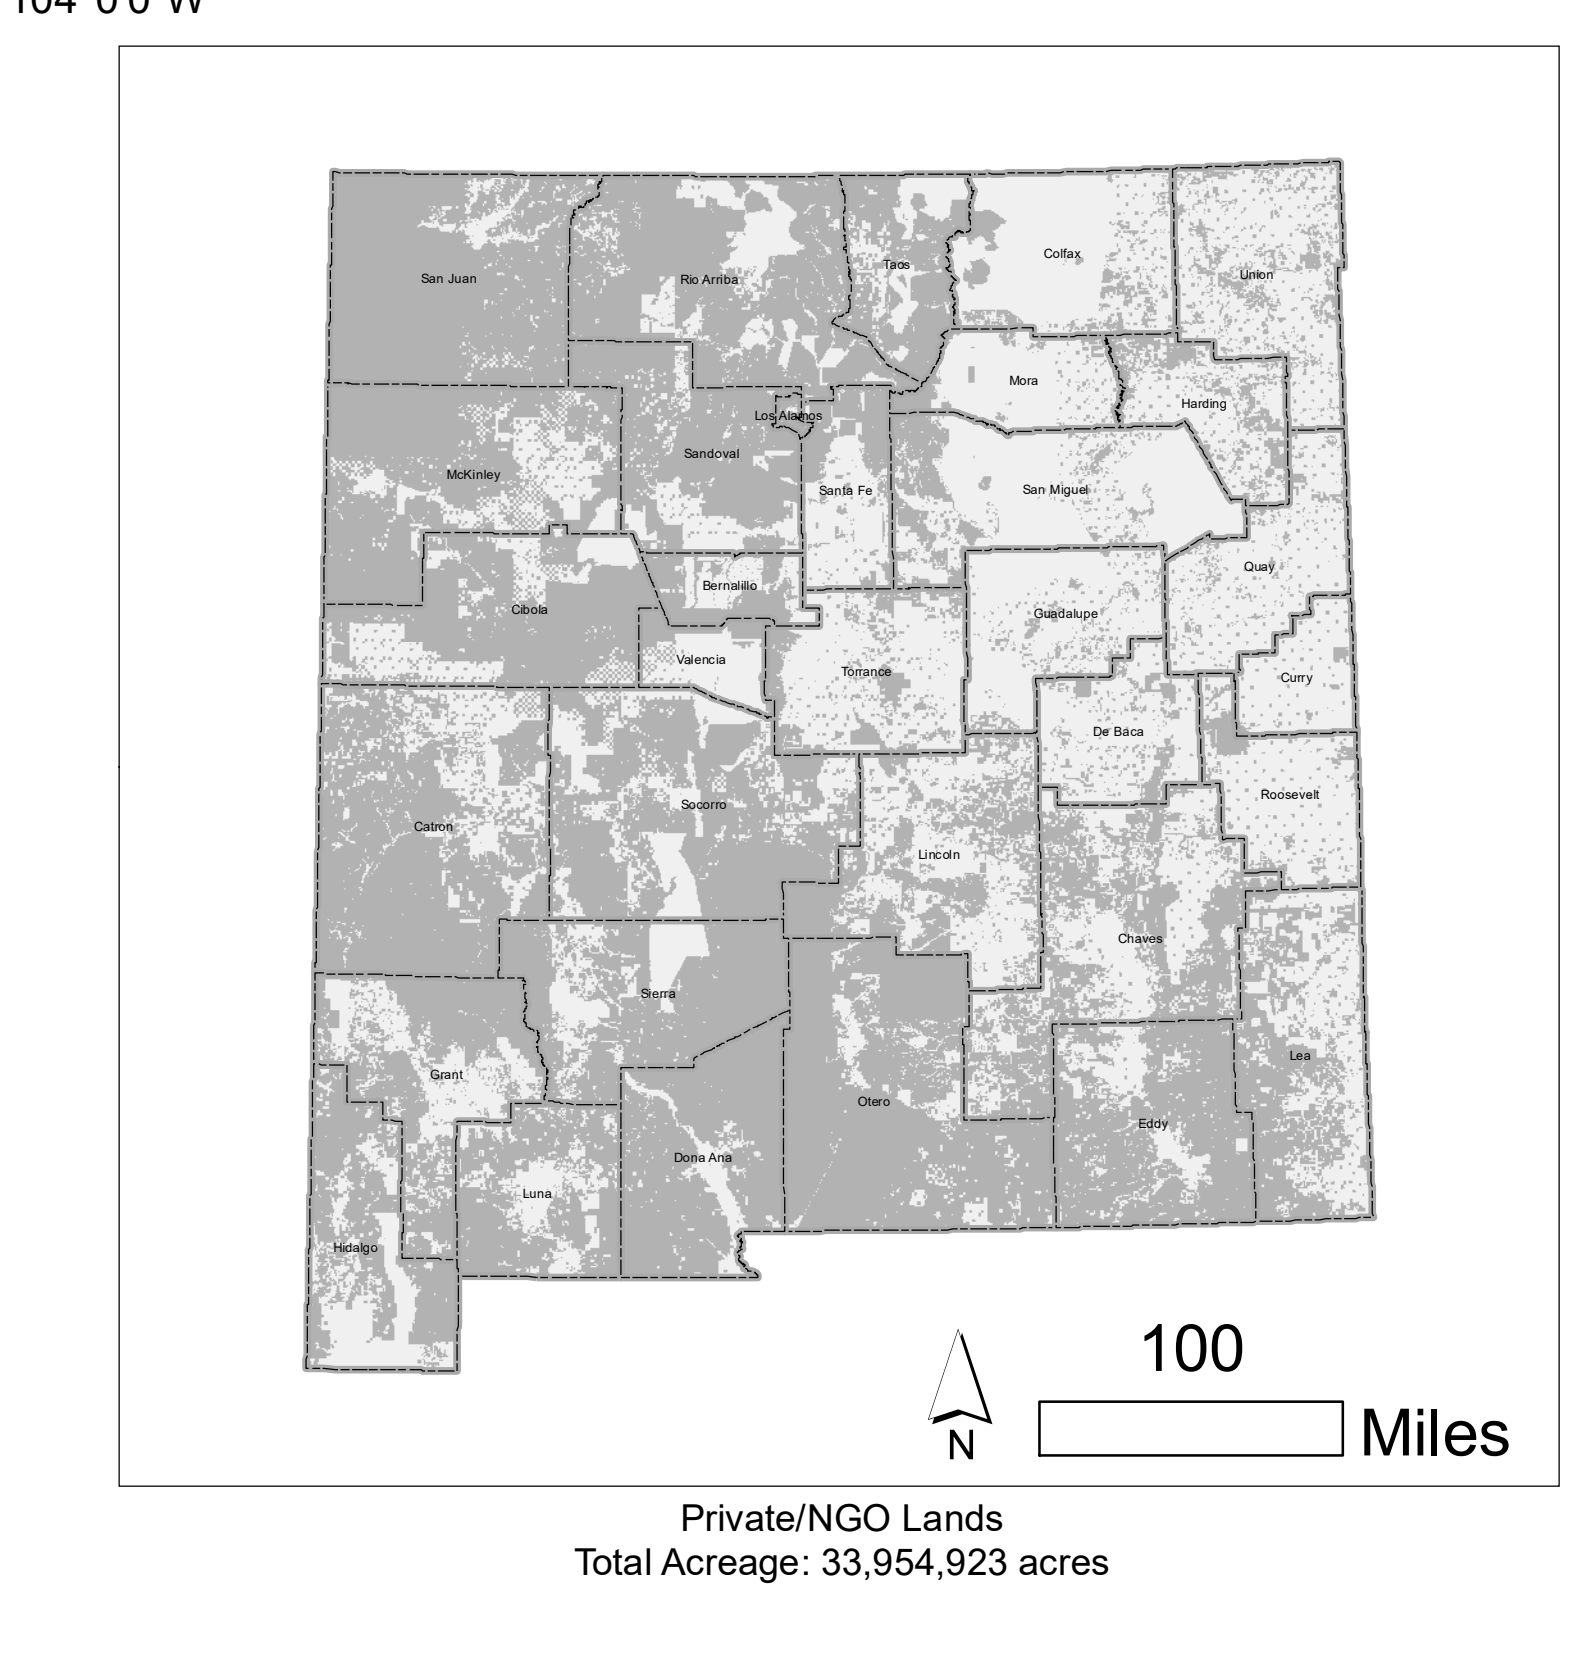 104°0'0"W
Colfax
Taos
Union
San Juan
Rio Arriba
Mora
Harding
Los Alamos
Sandoval
McKinley
Santa Fe
San Miguel
Quay
Bernalillo
Cibola
Guadalupe
Valencia
Torrance
Curry
De Baca
Roosevelt
Socorro
Catron
Lincoln
Chaves
Sierra
Lea
Grant
Otero
Eddy
Dona Ana
Luna
Hidalgo
100
Miles
N
Private/NGO Lands
Total Acreage: 33,954,923 acres